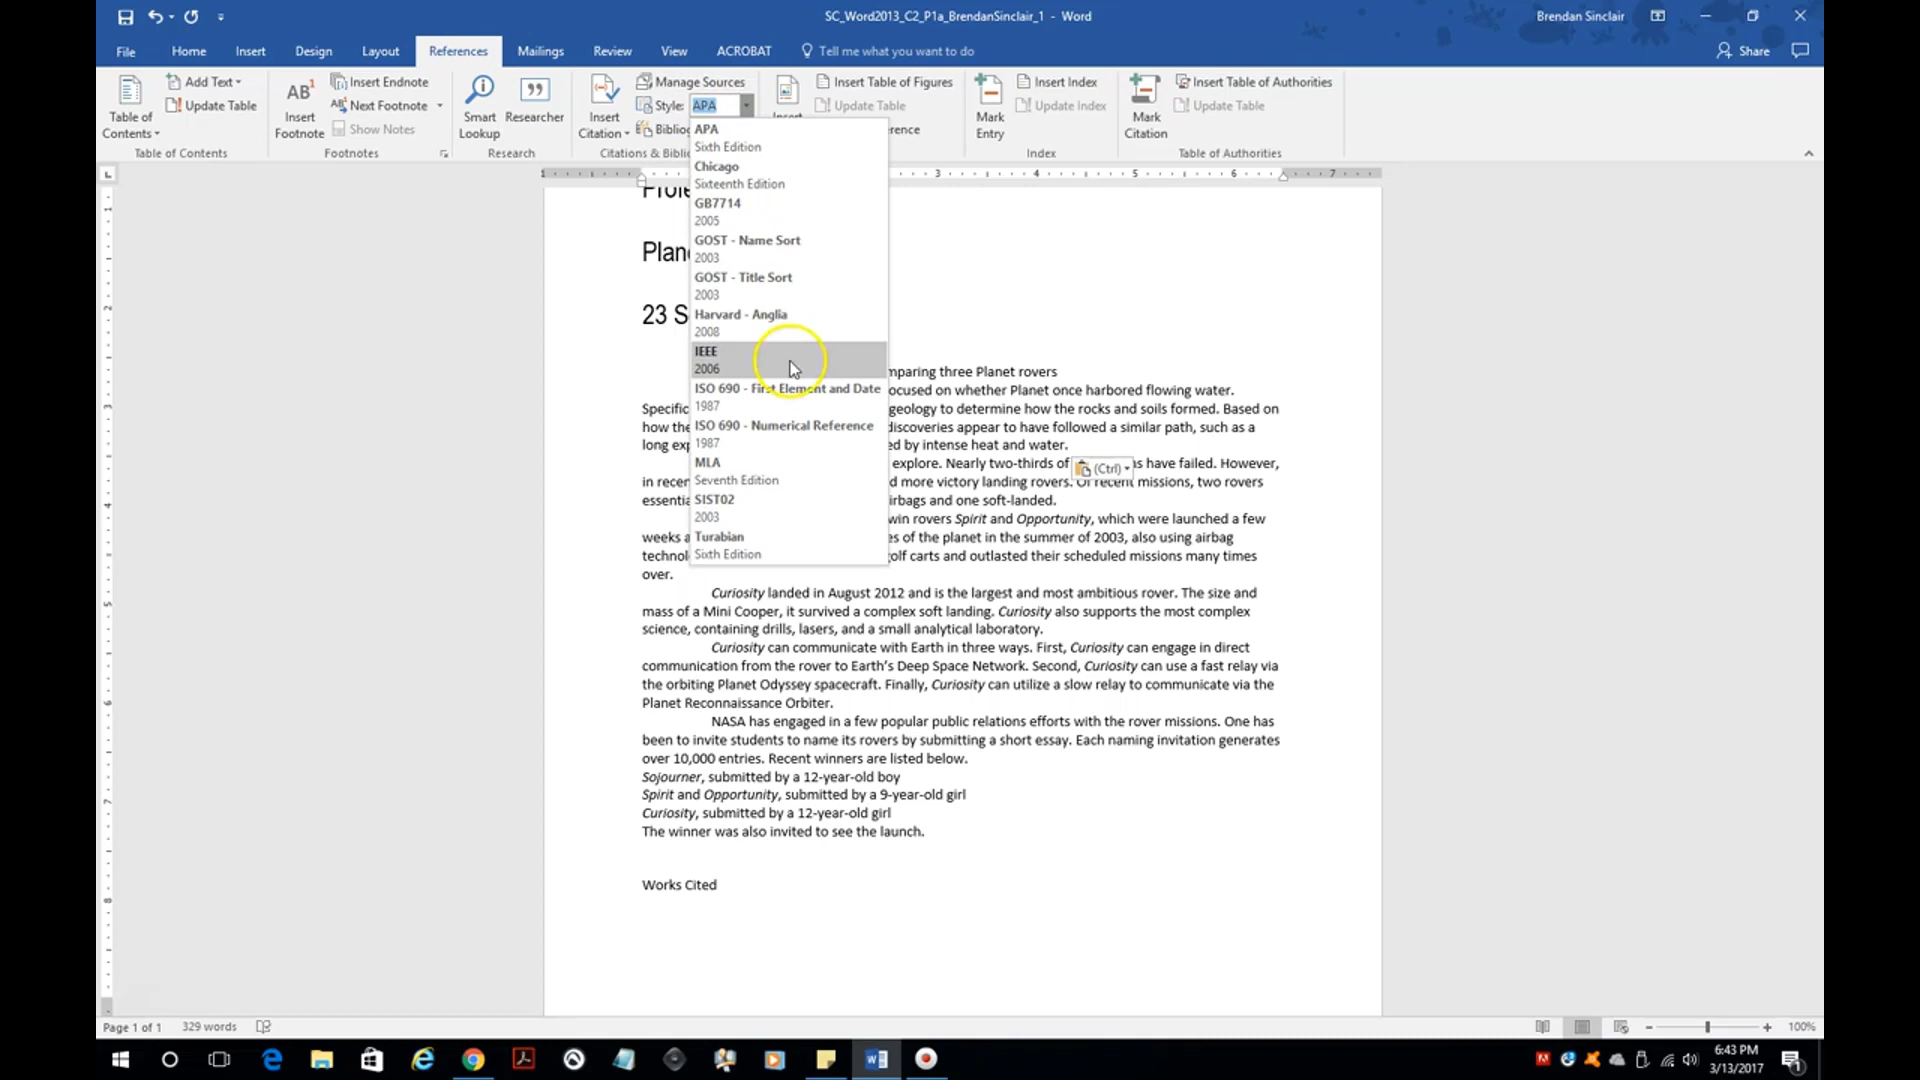 SC_Word2013_C2_P1a_BrendanSinclair_1 - Word
Brendan Sinclair
File Home Insert Design Layout References Mailings Review View ACROBAT Tell me what you want to do Share
Table of Contents
Add Text
Update Table
Table of Contents
AB1
Insert Footnote
Insert Endnote
Next Footnote
Show Notes
Footnotes
Smart Lookup
Researcher
Research
Insert Citation
Manage Sources
Style: APA
Citations & Bibli
Insert Table of Figures
Update Table
Mark Entry
Insert Index
Update Index
Index
Mark Citation
Insert Table of Authorities
Update Table
Table of Authorities
APA
Sixth Edition
Chicago
Sixteenth Edition
GB7714
2005
GOST - Name Sort
2003
GOST - Title Sort
2003
Harvard - Anglia
2008
IEEE
2006
ISO 690 - First Element and Date
1987
ISO 690 - Numerical Reference
1987
MLA
Seventh Edition
SIST02
2003
Turabian
Sixth Edition
23 S
mparing three Planet rovers
ocused on whether Planet once harbored flowing water.
Specific geology to determine how the rocks and soils formed. Based on
how the discoveries appear to have followed a similar path, such as a
long exp ed by intense heat and water.
explore. Nearly two-thirds of (Ctrl) ns have failed. However,
in recen d more victory landing rovers. Of recent missions, two rovers
essentia irbags and one soft-landed.
win rovers Spirit and Opportunity, which were launched a few
weeks a es of the planet in the summer of 2003, also using airbag
technol olf carts and outlasted their scheduled missions many times
over.
Curiosity landed in August 2012 and is the largest and most ambitious rover. The size and
mass of a Mini Cooper, it survived a complex soft landing. Curiosity also supports the most complex
science, containing drills, lasers, and a small analytical laboratory.
Curiosity can communicate with Earth in three ways. First, Curiosity can engage in direct
communication from the rover to Earth's Deep Space Network. Second, Curiosity can use a fast relay via
the orbiting Planet Odyssey spacecraft. Finally, Curiosity can utilize a slow relay to communicate via the
Planet Reconnaissance Orbiter.
NASA has engaged in a few popular public relations efforts with the rover missions. One has
been to invite students to name its rovers by submitting a short essay. Each naming invitation generates
over 10,000 entries. Recent winners are listed below.
Sojourner, submitted by a 12-year-old boy
Spirit and Opportunity, submitted by a 9-year-old girl
Curiosity, submitted by a 12-year-old girl
The winner was also invited to see the launch.
Works Cited
Page 1 of 1 329 words 100%
6:43 PM
3/13/2017